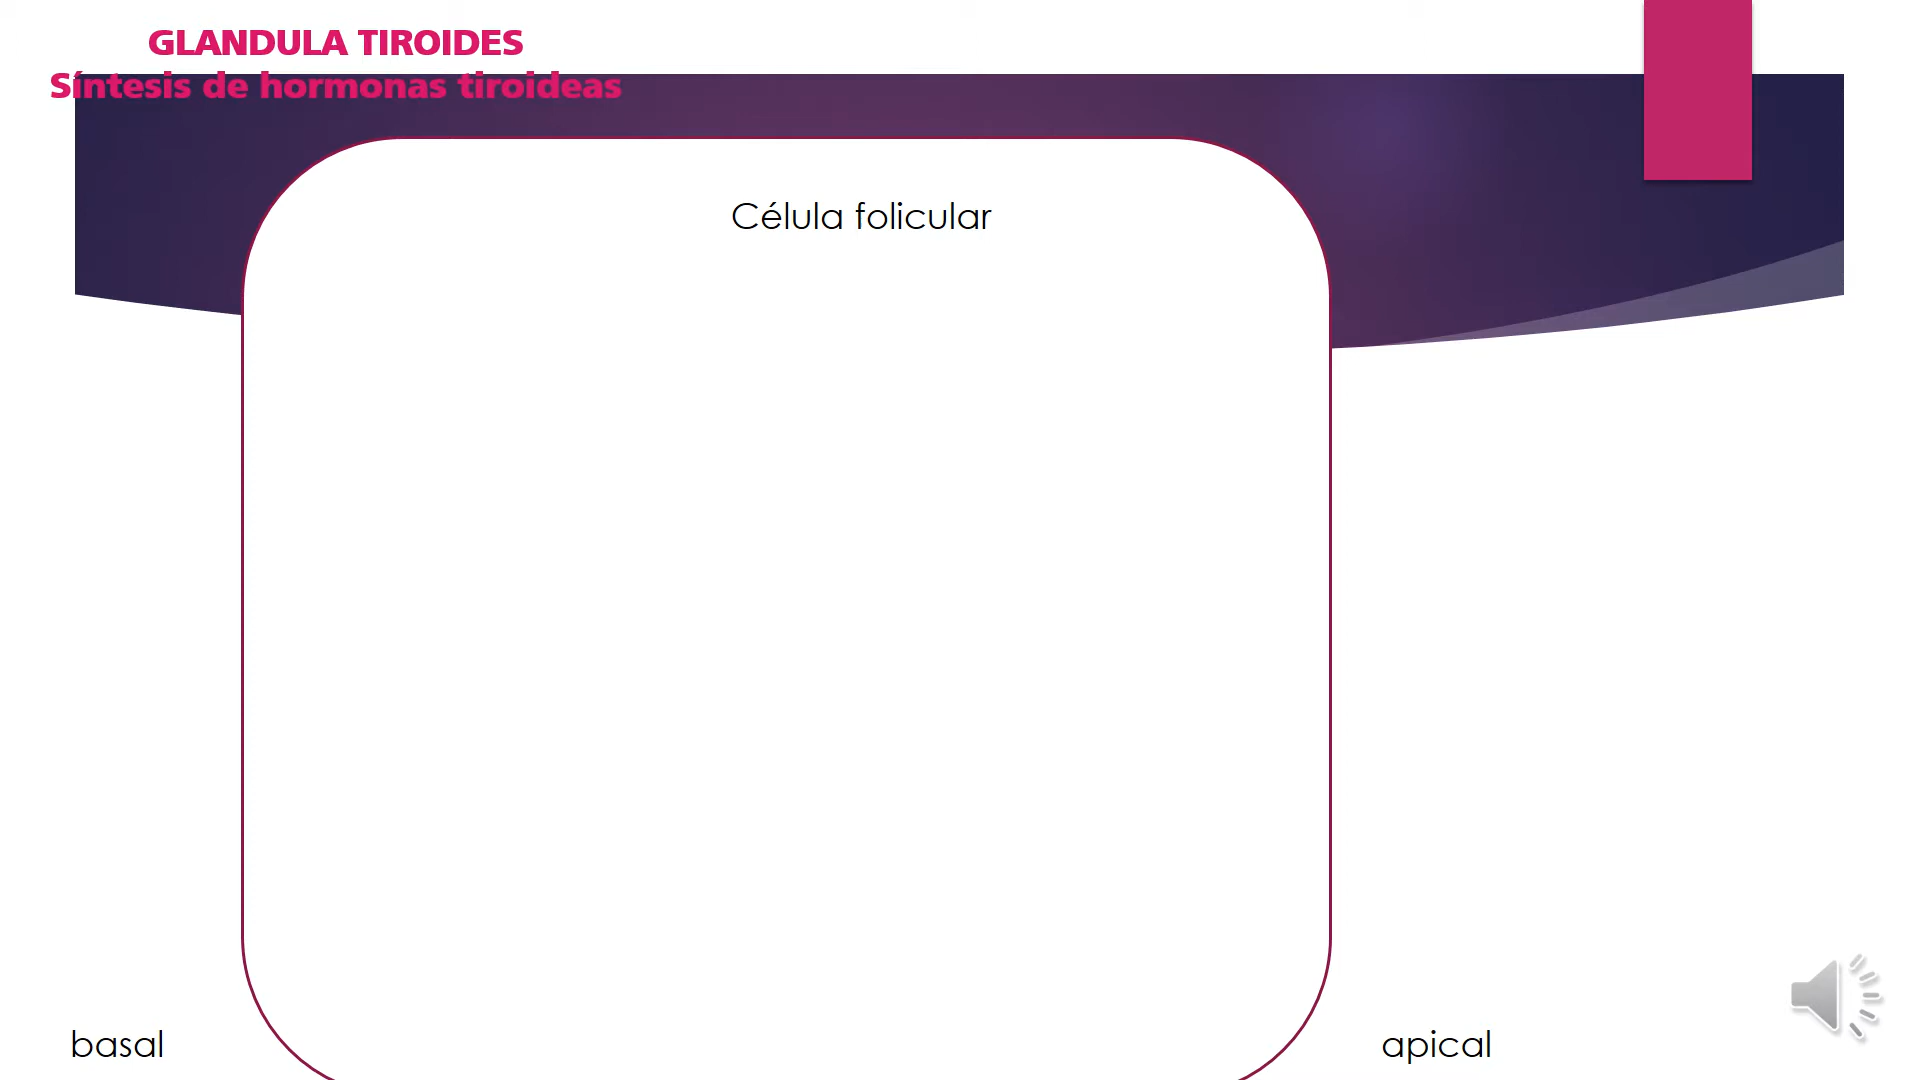 GLANDULA TIROIDES
Síntesis de hormonas tiroideas
Célula folicular
basal
apical